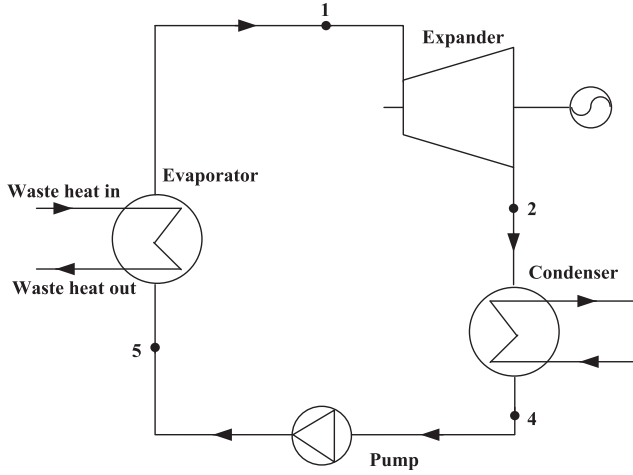 1
Expander
Evaporator
Waste heat in
2
Condenser
Waste heat out
5
4
Pump